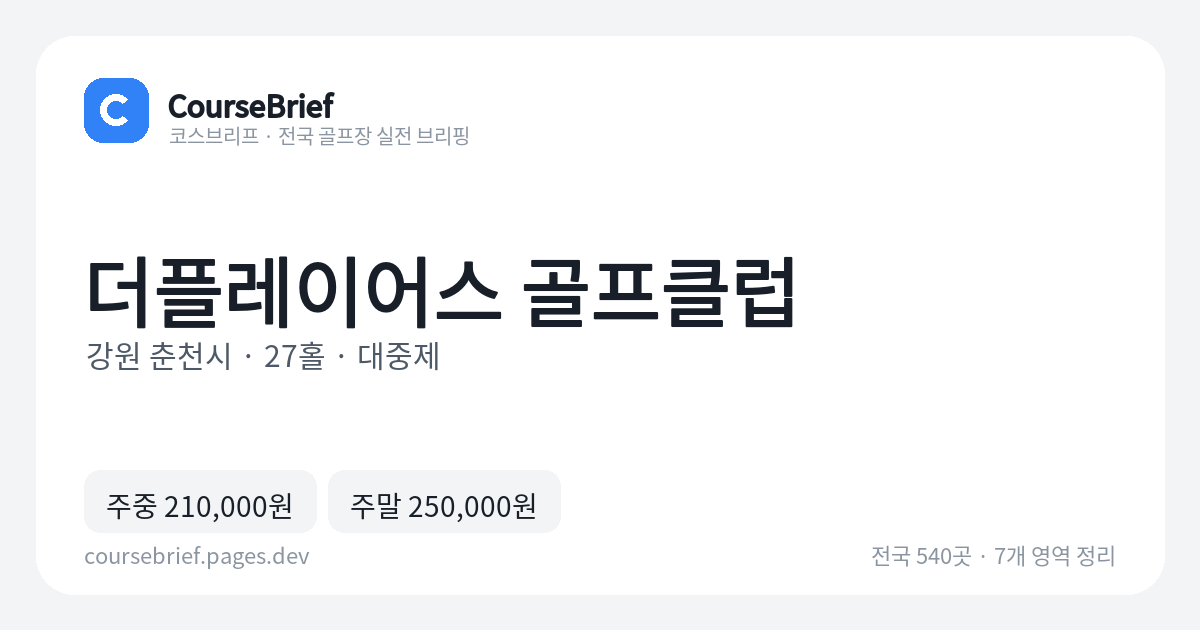 C
CourseBrief
코스브리프 · 전국 골프장 실전 브리핑
더플레이어스 골프클럽
강원 춘천시 · 27홀 · 대중제
주중 210,000원 주말 250,000원
coursebrief.pages.dev 전국 540곳 · 7개 영역 정리